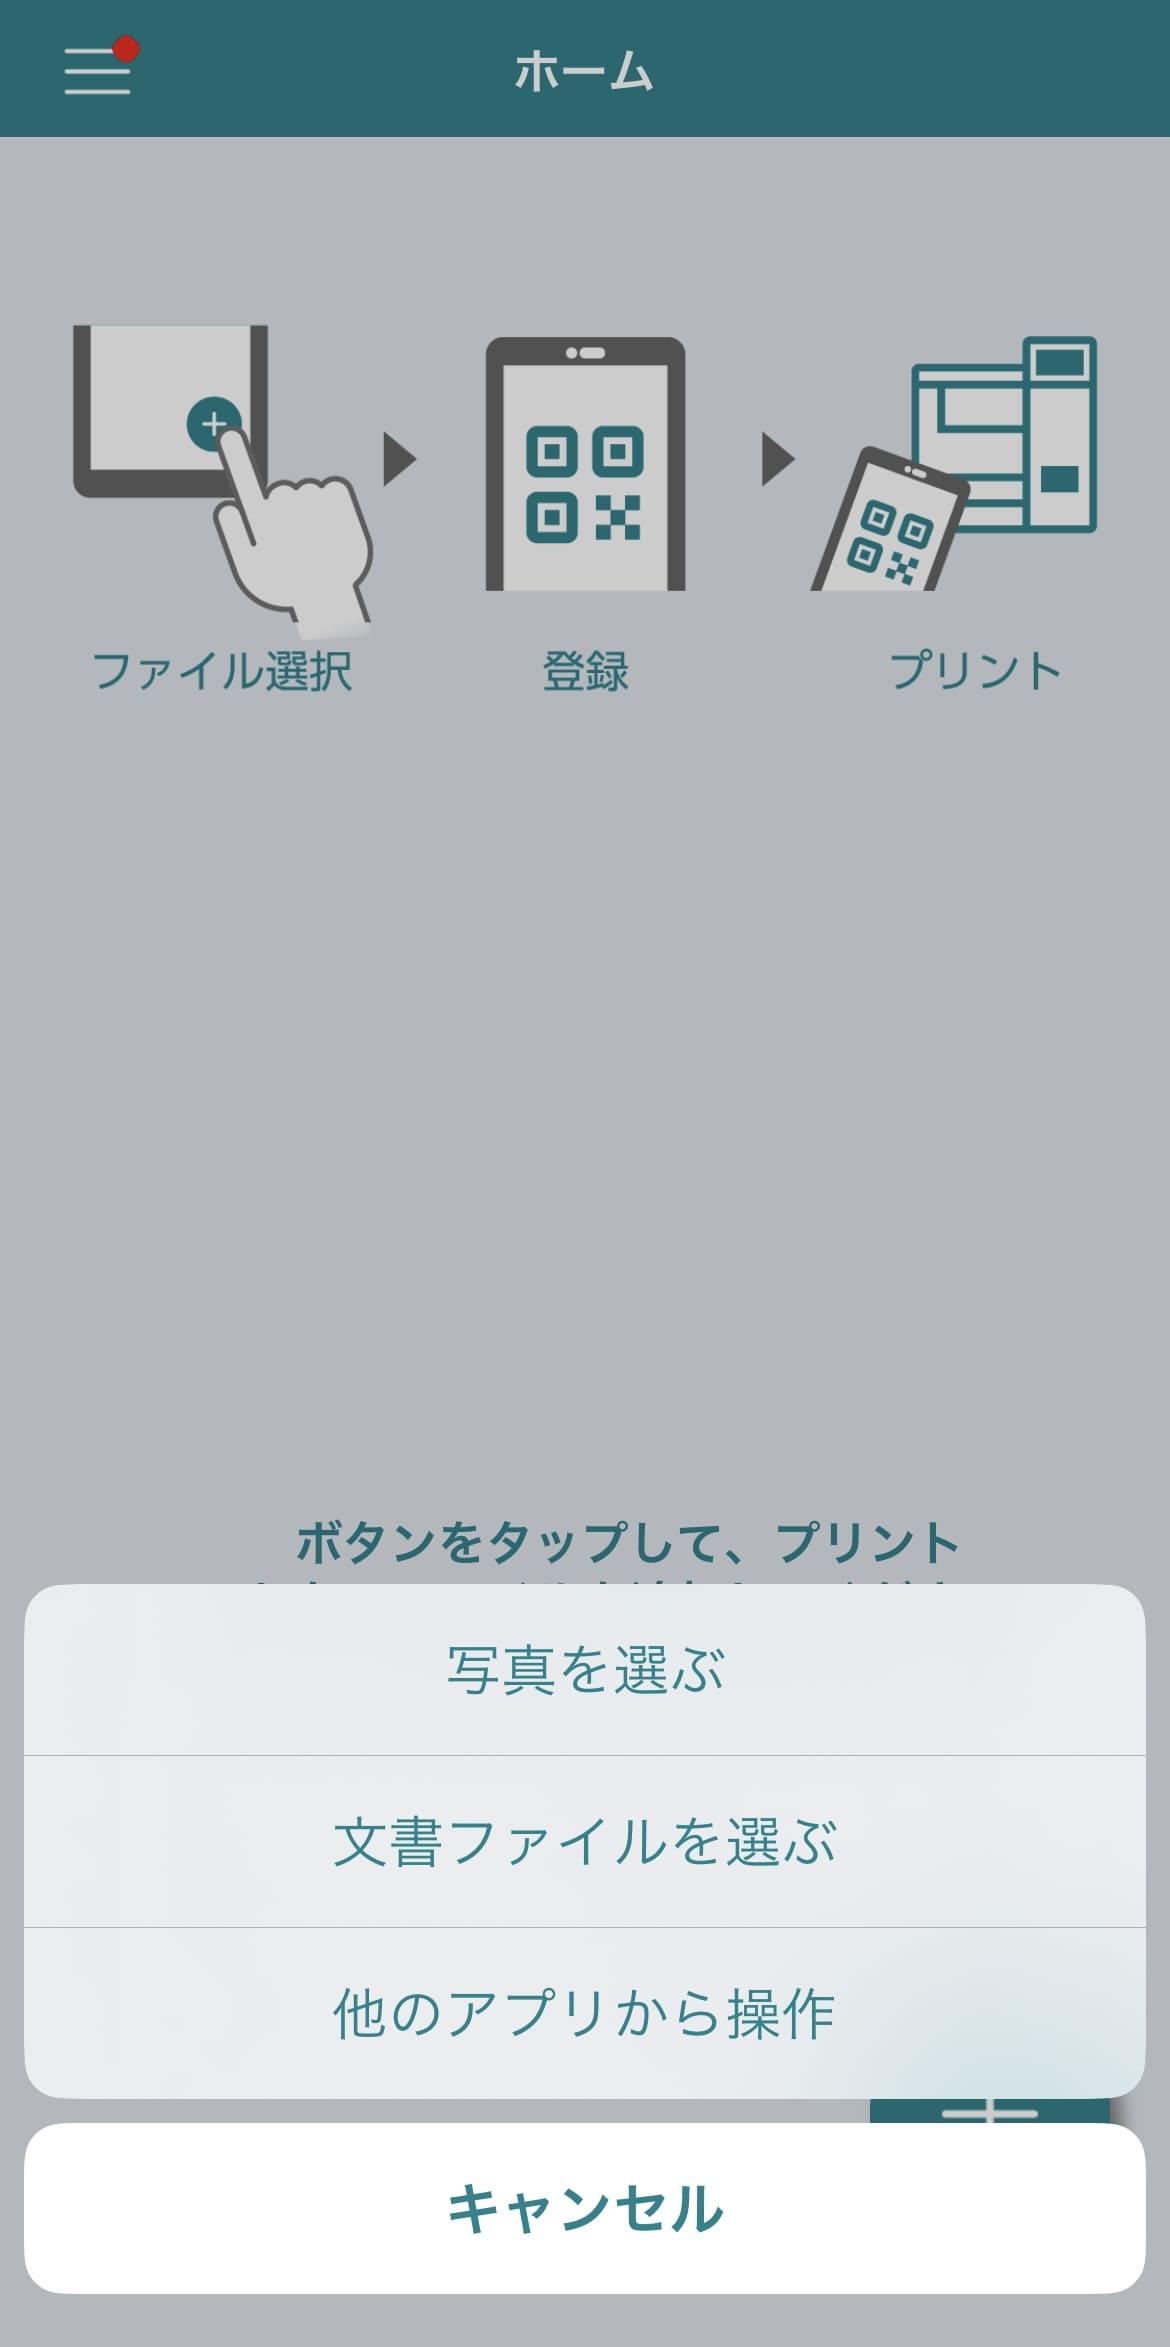 ホーム
ファイル選択
登録
プリント
ボタンをタップして、プリント
写真を選ぶ
文書ファイルを選ぶ
他のアプリから操作
キャンセル